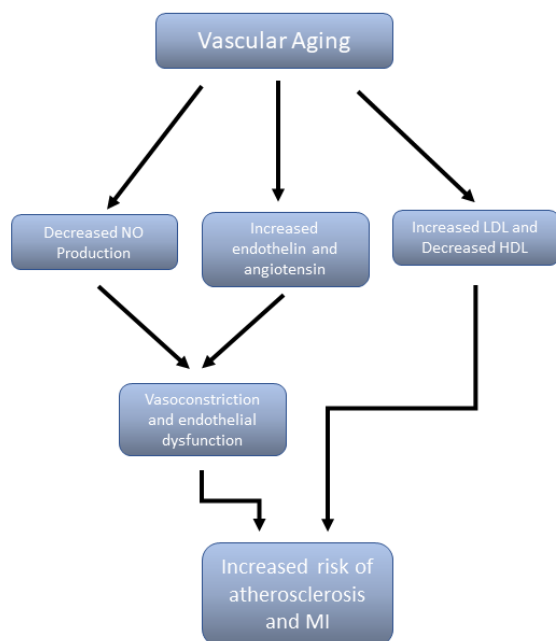 Vascular Aging
Decreased NO
Production
Increased
endothelin and
angiotensin
Increased LDL and
Decreased HDL
Vasoconstriction
and endothelial
dysfunction
Increased risk of
atherosclerosis
and MI